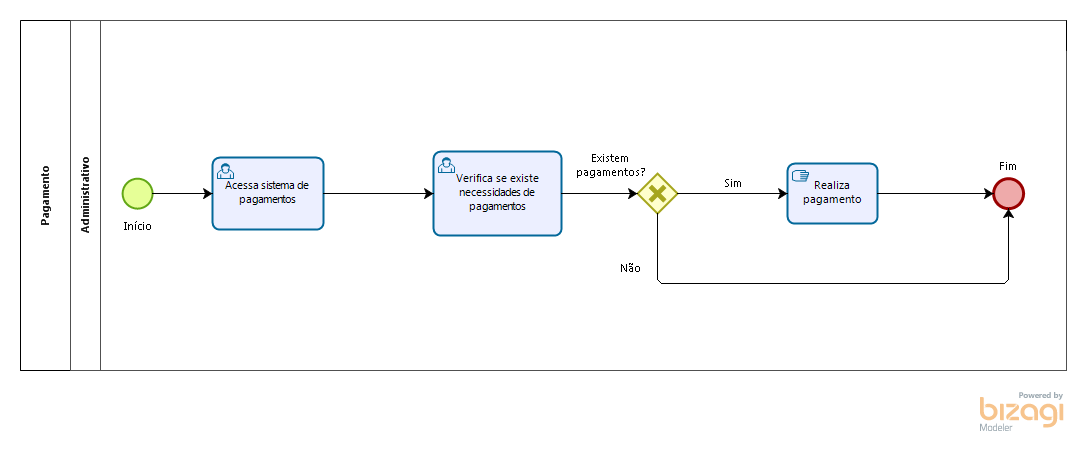 Pagamento
Administrativo
Início
Acessa sistema de
pagamentos
Verifica se existe
necessidades de
pagamentos
Existem
pagamentos?
Sim
Não
Realiza
pagamento
Fim
Powered by
bizagi
Modeler